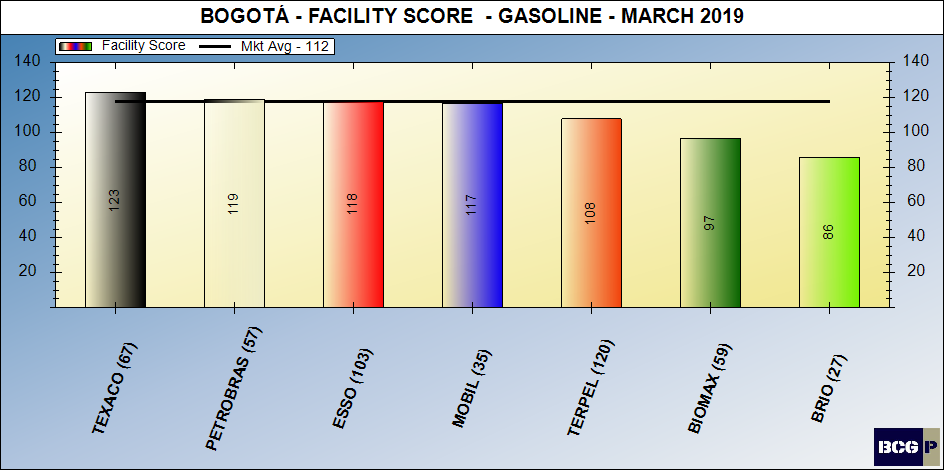 BOGOTÁ - FACILITY SCORE - GASOLINE - MARCH 2019
Facility Score Mkt Avg - 112
140 140
120 120
100 100
80 80
60 60
40 40
20 20
123 119 118 117 108 97 86
TEXACO (67)
PETROBRAS (57)
ESSO (103)
MOBIL (35)
TERPEL (120)
BIOMAX (59)
BRIO (27)
BCG P